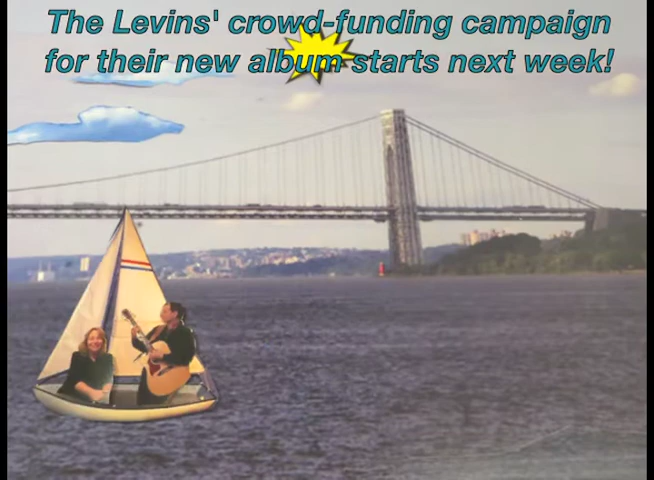 The Levins' crowd-funding campaign
for their new album starts next week!